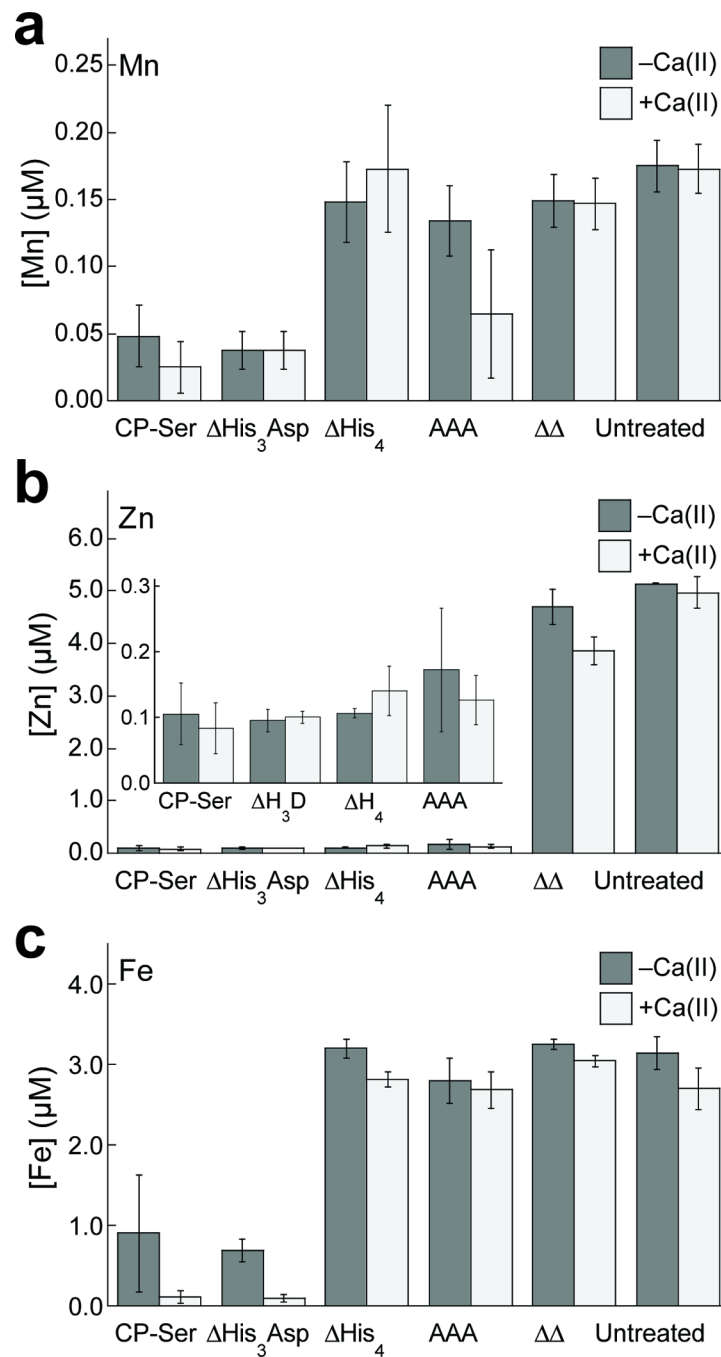 a
Mn
–Ca(II)
+Ca(II)
[Mn] (µM)
0.25
0.20
0.15
0.10
0.05
0.00
CP-Ser ΔHis3Asp ΔHis4 AAA ΔΔ Untreated
b
Zn
–Ca(II)
+Ca(II)
[Zn] (µM)
6.0
5.0
4.0
3.0
2.0
1.0
0.0
0.3
0.2
0.1
0.0
CP-Ser ΔH3D ΔH4 AAA
CP-Ser ΔHis3Asp ΔHis4 AAA ΔΔ Untreated
c
Fe
–Ca(II)
+Ca(II)
[Fe] (µM)
4.0
3.0
2.0
1.0
0.0
CP-Ser ΔHis3Asp ΔHis4 AAA ΔΔ Untreated